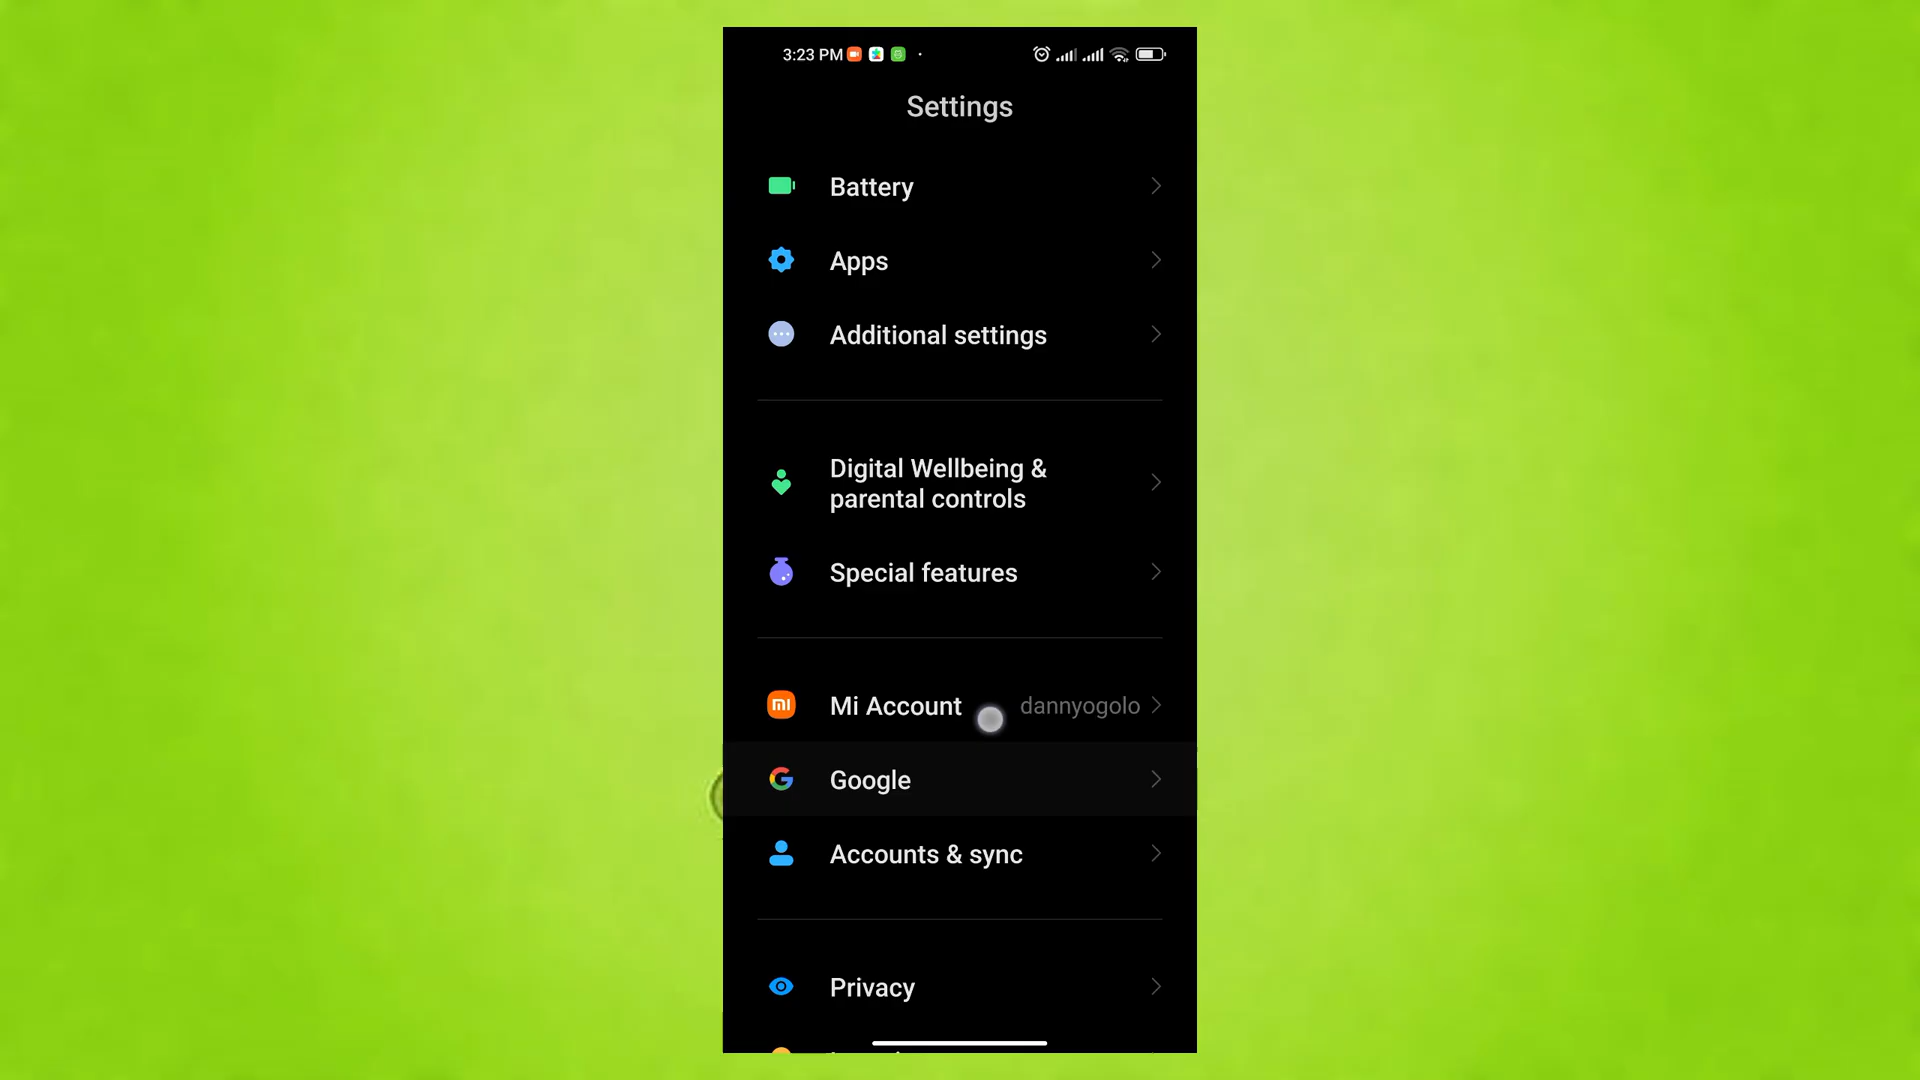 3:23 PM
Settings
Battery
Apps
Additional settings
Digital Wellbeing &
parental controls
Special features
mi Mi Account dannyogolo
Google
Accounts & sync
Privacy